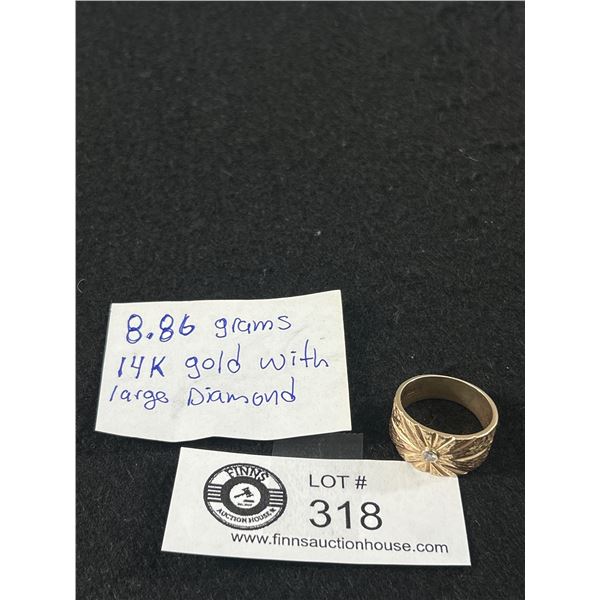 8.86 grams
14K gold with
large Diamond
FINNS
AUCTION HOUSE
LOT #
318
www.finnsauctionhouse.com